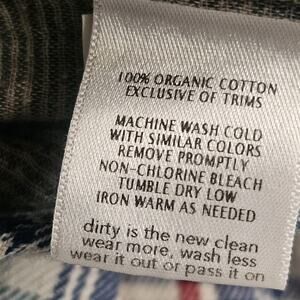 100% ORGANIC COTTON
EXCLUSIVE OF TRIMS
MACHINE WASH COLD
WITH SIMILAR COLORS
REMOVE PROMPTLY
NON-CHLORINE BLEACH
TUMBLE DRY LOW
IRON WARM AS NEEDED
dirty is the new clean
wear more, wash less
wear it out or pass it on